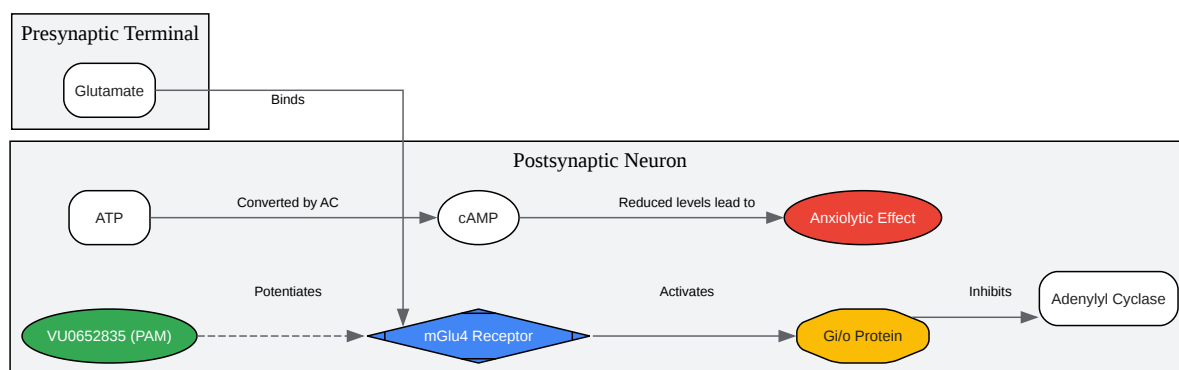 Presynaptic Terminal
Glutamate
Binds
Postsynaptic Neuron
ATP
Converted by AC
cAMP
Reduced levels lead to
Anxiolytic Effect
Potentiates
Activates
Inhibits
Adenylyl Cyclase
VU0652835 (PAM)
mGlu4 Receptor
Gi/o Protein